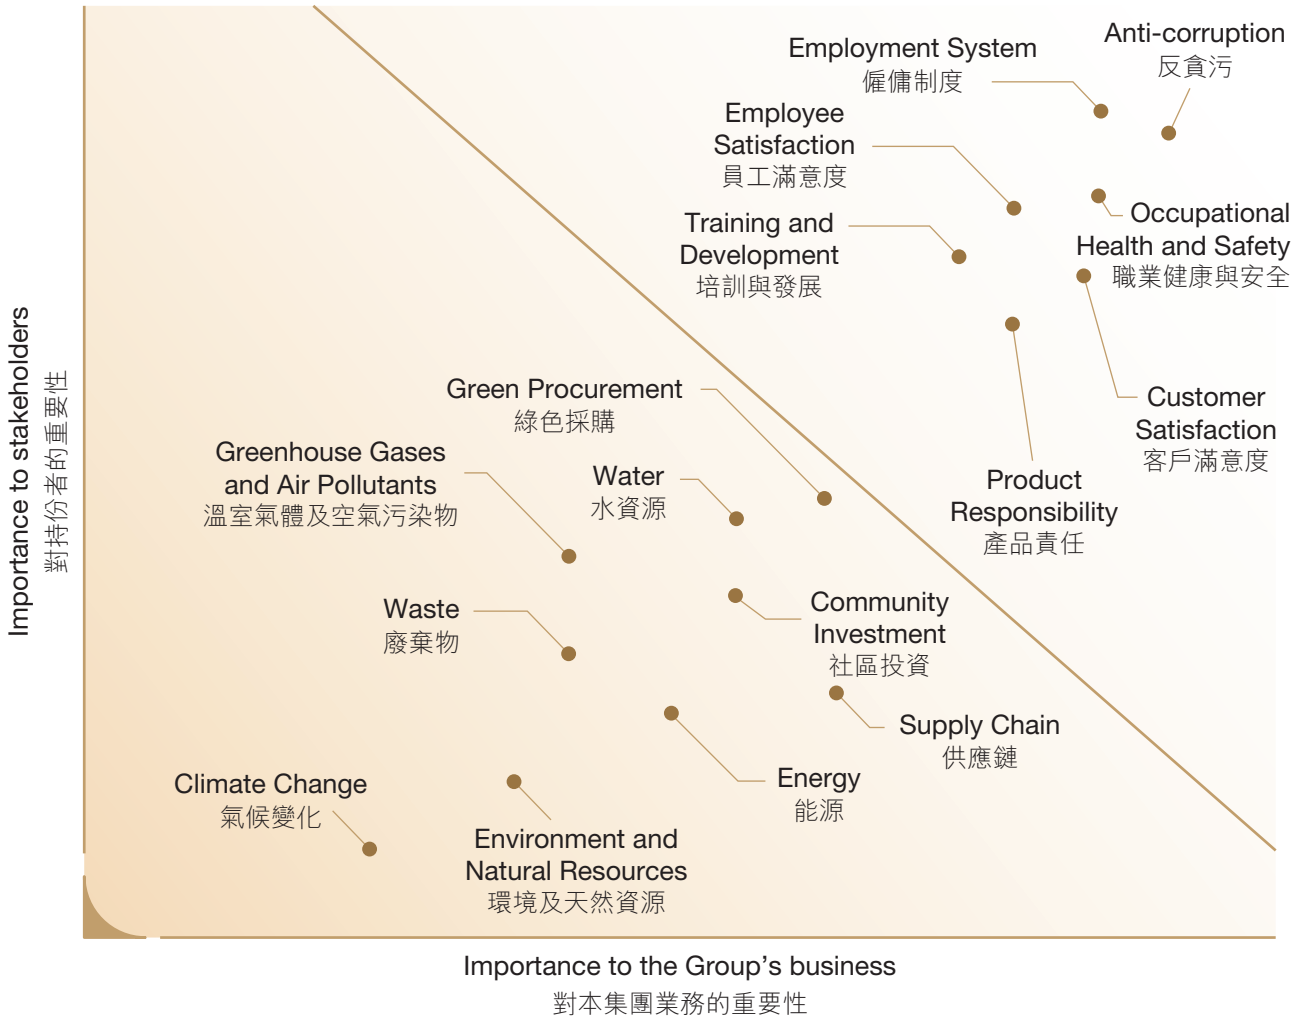 Anti-corruption
反貪污
Employment System
僱傭制度
Employee
Satisfaction
員工滿意度
Occupational
Health and Safety
職業健康與安全
Training and
Development
培訓與發展
Importance to stakeholders
對持份者的重要性
Green Procurement
綠色採購
Customer
Satisfaction
客戶滿意度
Greenhouse Gases
and Air Pollutants
溫室氣體及空氣污染物
Water
水資源
Product
Responsibility
產品責任
Waste
廢棄物
Community
Investment
社區投資
Supply Chain
供應鏈
Energy
能源
Climate Change
氣候變化
Environment and
Natural Resources
環境及天然資源
Importance to the Group’s business
對本集團業務的重要性